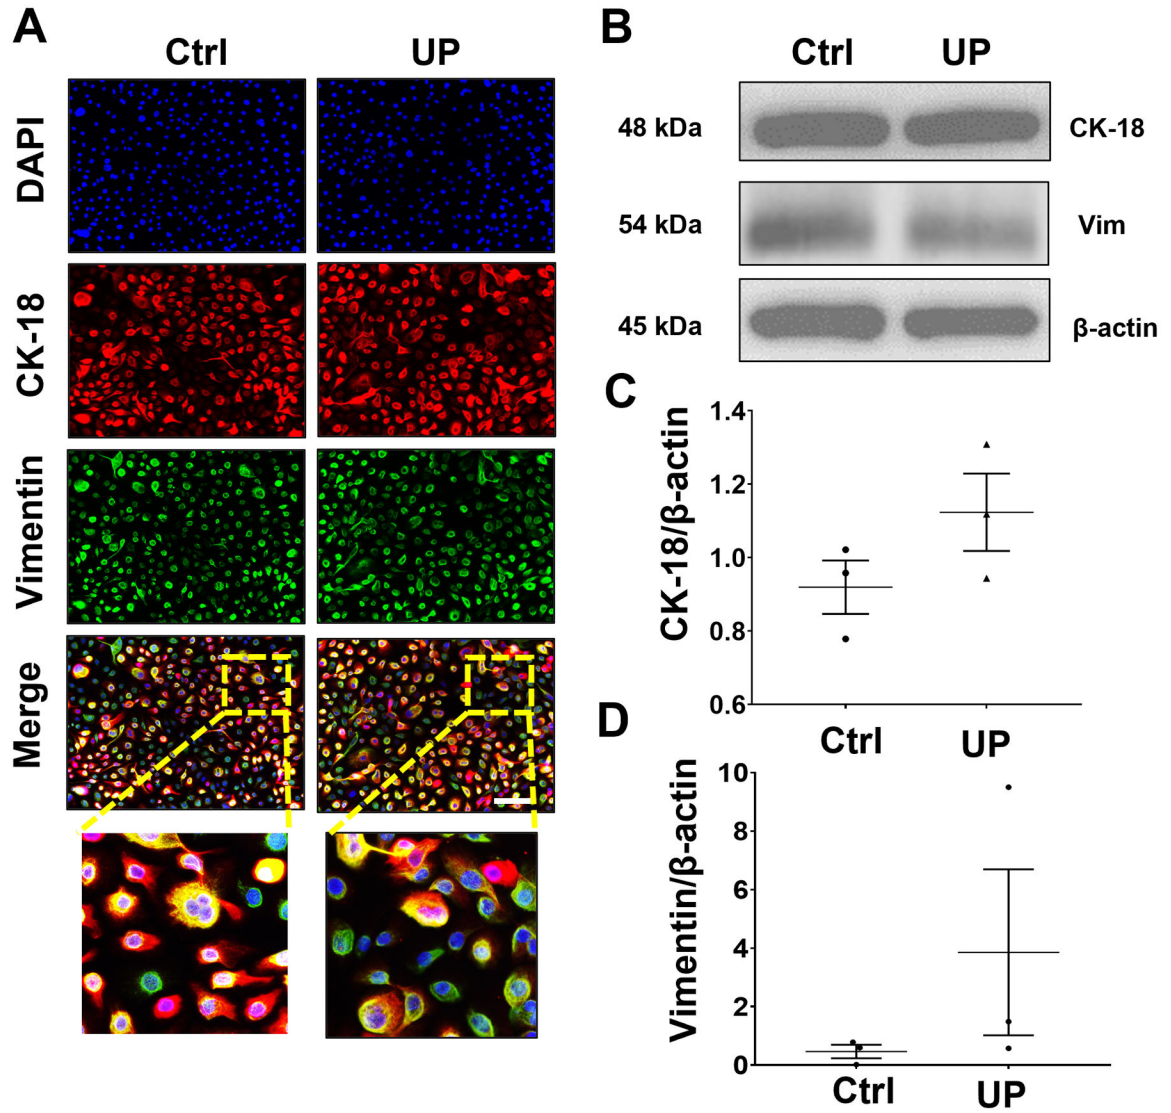 A
Ctrl UP
DAPI
CK-18
Vimentin
Merge
B
Ctrl UP
48 kDa CK-18
54 kDa Vim
45 kDa β-actin
C
CK-18/β-actin
1.4
1.2
1.0
0.8
0.6
Ctrl UP
D
Vimentin/β-actin
10
8
6
4
2
0
Ctrl UP